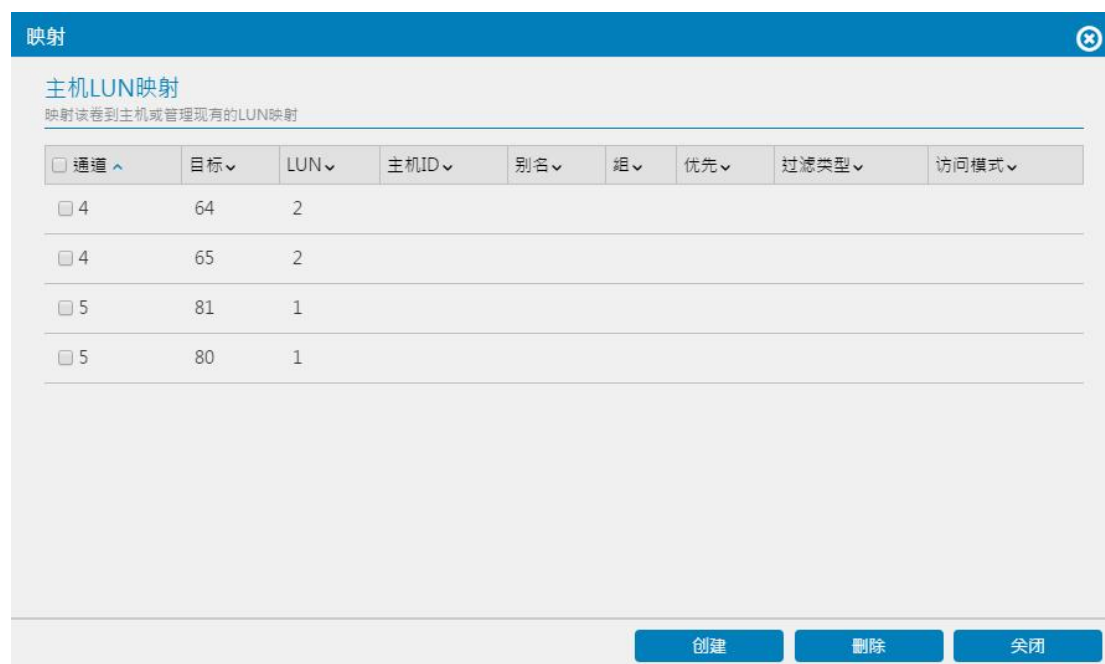 映射
主机LUN映射
映射该卷到主机或管理现有的LUN映射
通道 目标 LUN 主机ID 别名 组 优先 过滤类型 访问模式
4 64 2
4 65 2
5 81 1
5 80 1
创建 删除 关闭